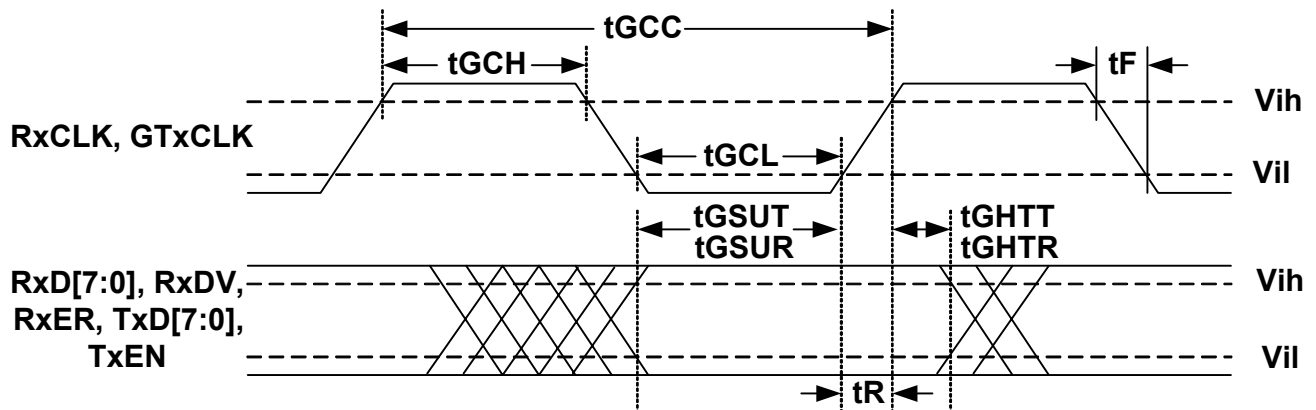 tGCC
tGCH
tF
Vih
RxCLK, GTxCLK
tGCL
Vil
tGSUT
tGSUR
tGHTT
tGHTR
RxD[7:0], RxDV,
RxER, TxD[7:0],
TxEN
Vih
Vil
tR